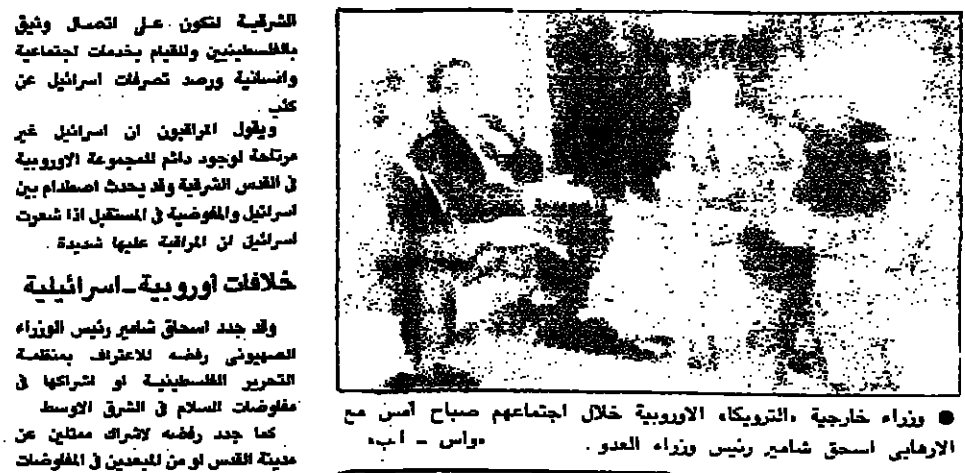 الشرقية لتكون على اتصال وثيق
بالفلسطينيين وللقيام بخدمات اجتماعية
وانسانية ورصد تصرفات اسرائيل عن
كثب .
ويقول المراقبون ان اسرائيل غير
مرتاحة لوجود دائم للمجموعة الاوروبية
في القدس الشرقية وقد يحدث اصطدام بين
اسرائيل والمفوضية في المستقبل اذا شعرت
اسرائيل ان المراقبة عليها شديدة .
خلافات أوروبية_اسرائيلية
وقد جدد اسحاق شامير رئيس الوزراء
الصهيوني رفضه للاعتراف بمنظمة
التحرير الفلسطينية او اشراكها في
مفاوضات السلام في الشرق الاوسط
كما جدد رفضه لاشراك ممثلين عن
مدينة القدس او من المبعدين في المفاوضات
● وزراء خارجية «الترويكا» الاوروبية خلال اجتماعهم صباح أمس مع
الارهابي اسحق شامير رئيس وزراء العدو . «واس - أ ب»